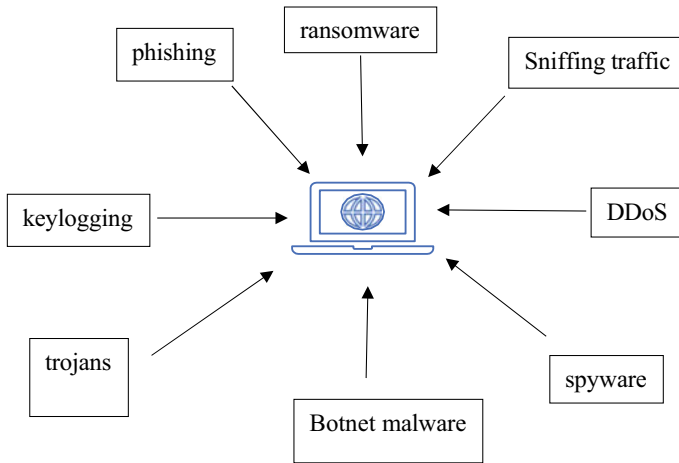 ransomware
phishing
Sniffing traffic
keylogging
DDoS
trojans
spyware
Botnet malware